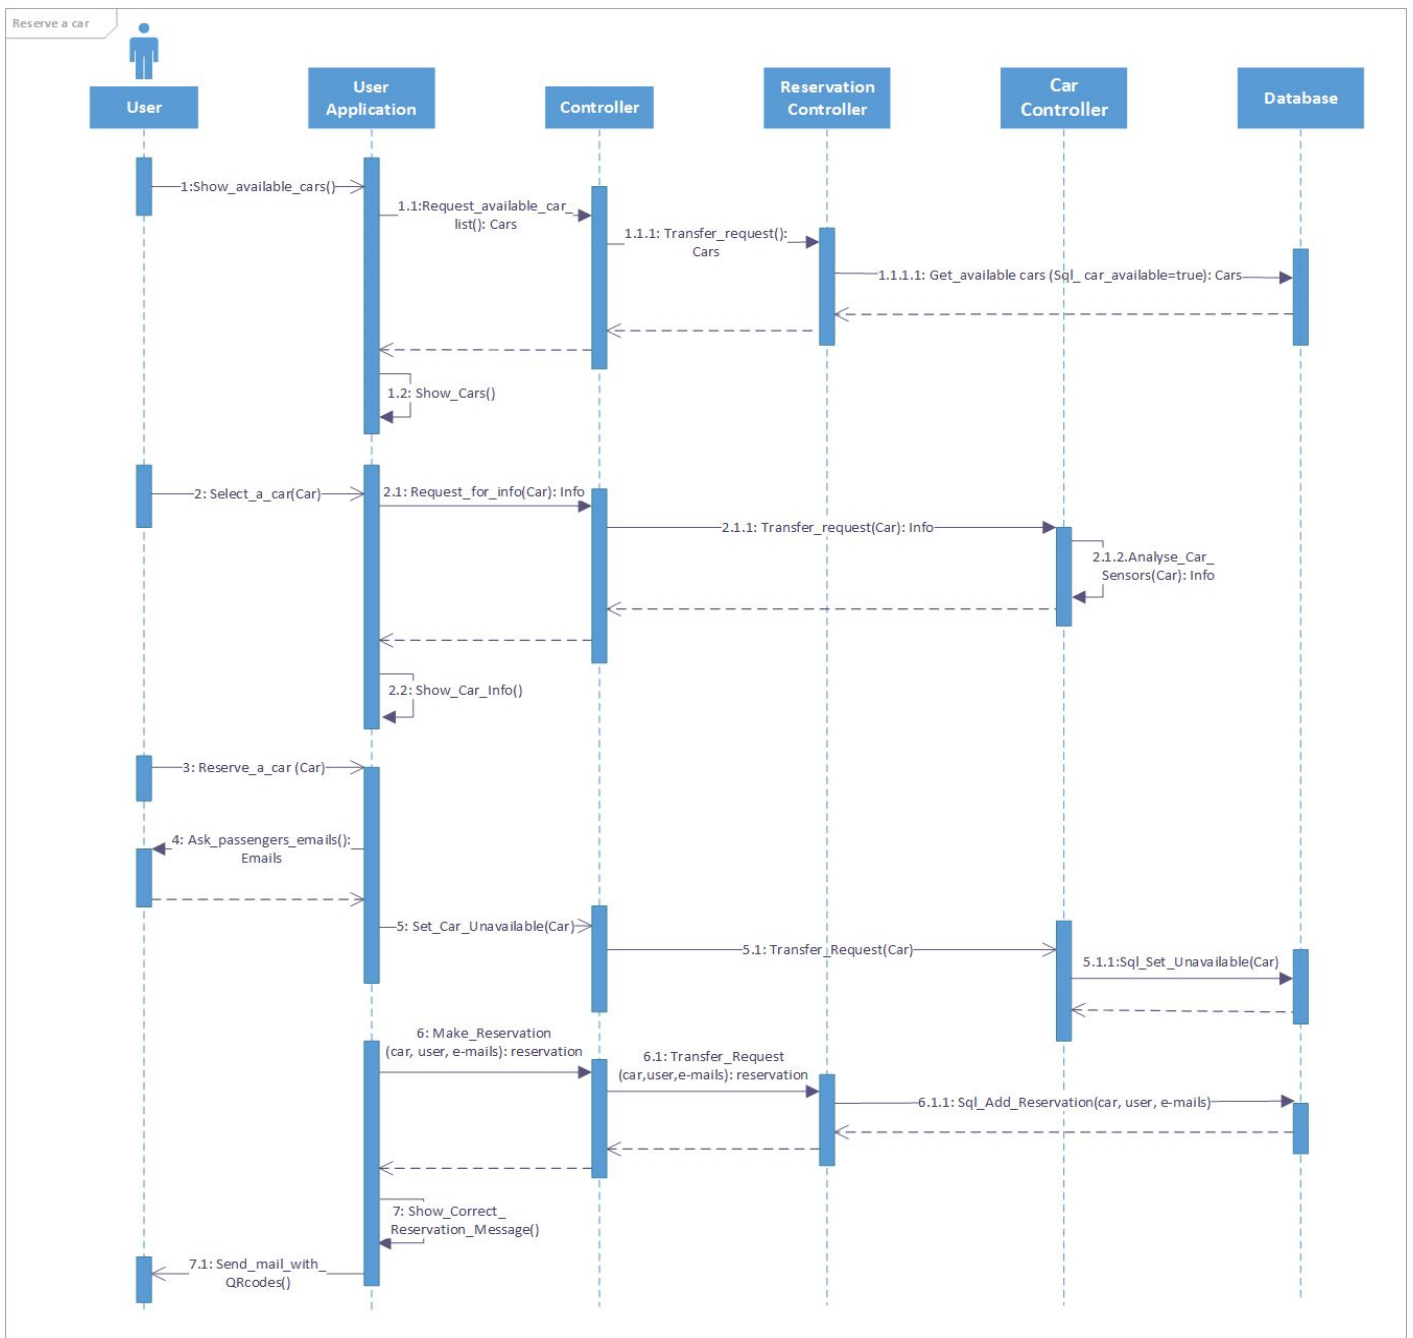 Reserve a car
User
User
Application
Controller
Reservation
Controller
Car
Controller
Database
1:Show_available_cars()
1.1:Request_available_car_
list(): Cars
1.1.1: Transfer_request():
Cars
1.1.1.1: Get_available cars (Sql_car_available=true): Cars
1.2: Show_Cars()
2: Select_a_car(Car)
2.1: Request_for_info(Car): Info
2.1.1: Transfer_request(Car): Info
2.1.2.Analyse_Car_
Sensors(Car): Info
2.2: Show_Car_Info()
3: Reserve_a_car (Car)
4: Ask_passengers_emails():
Emails
5: Set_Car_Unavailable(Car)
5.1: Transfer_Request(Car)
5.1.1:Sql_Set_Unavailable(Car)
6: Make_Reservation
(car, user, e-mails): reservation
6.1: Transfer_Request
(car,user,e-mails): reservation
6.1.1: Sql_Add_Reservation(car, user, e-mails)
7: Show_Correct_
Reservation_Message()
7.1: Send_mail_with_
QRcodes()